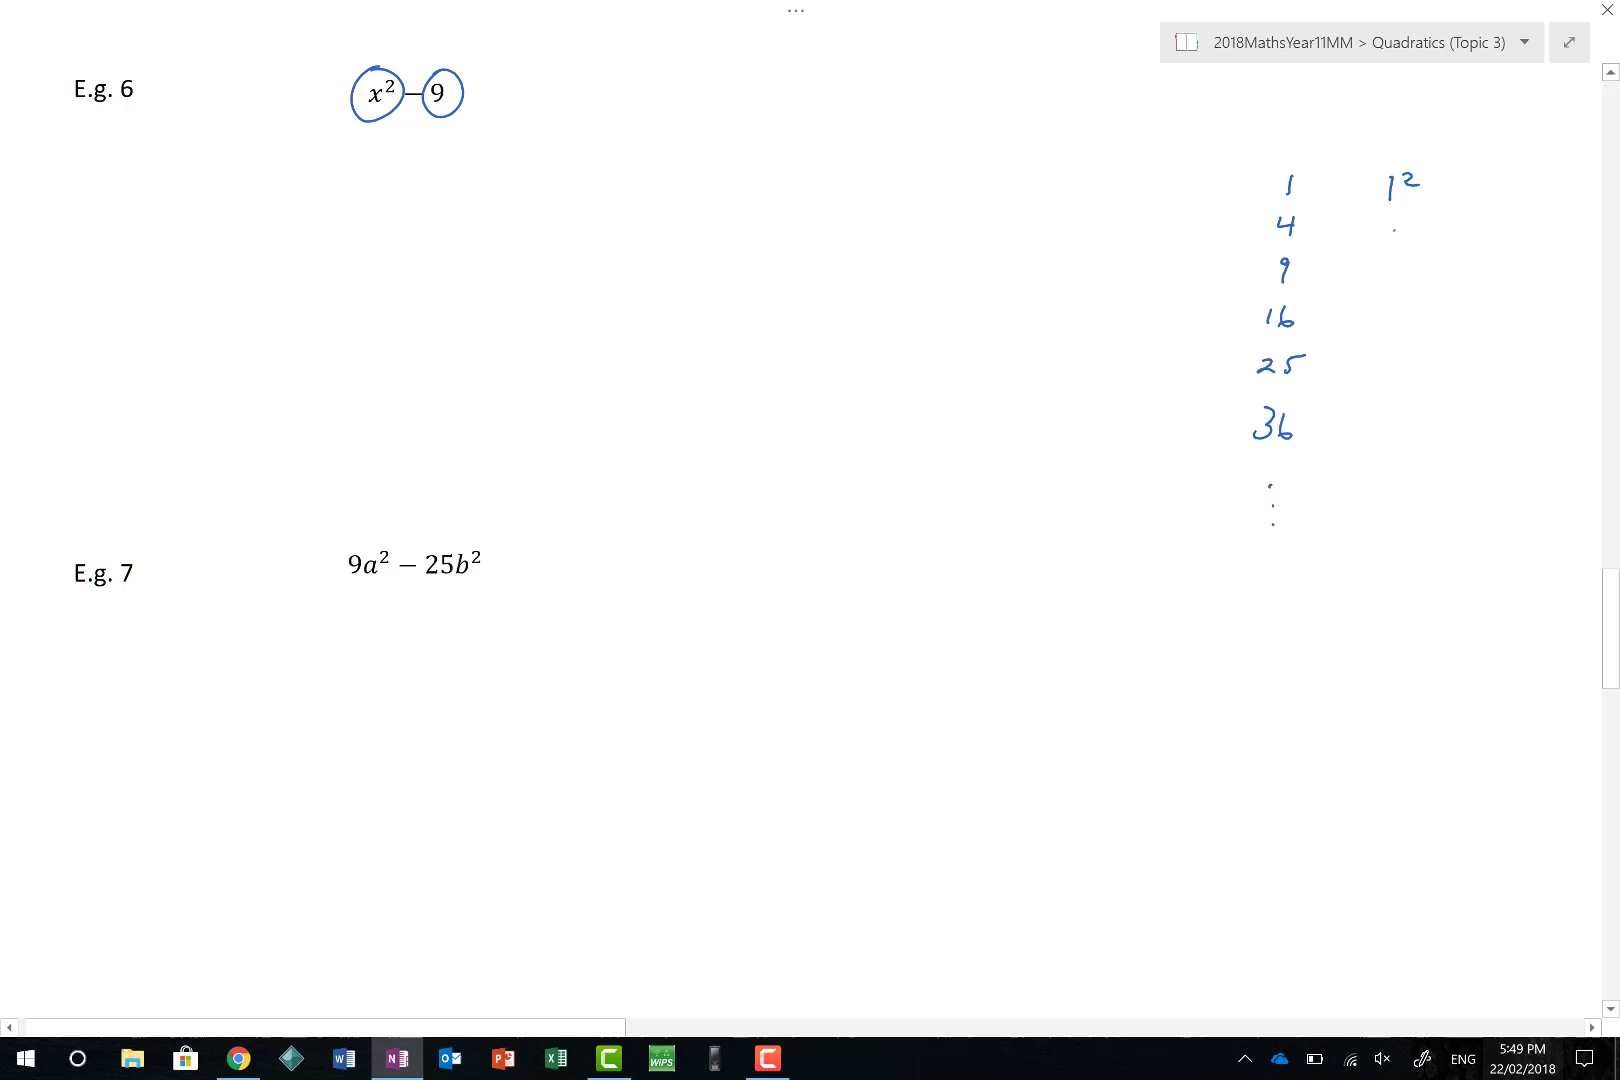 2018MathsYear11MM > Quadratics (Topic 3)
E.g. 6 x² − 9
1 1²
4
9
16
25
36
⋮
E.g. 7 9a² − 25b²
WiPS
ENG
5:49 PM
22/02/2018